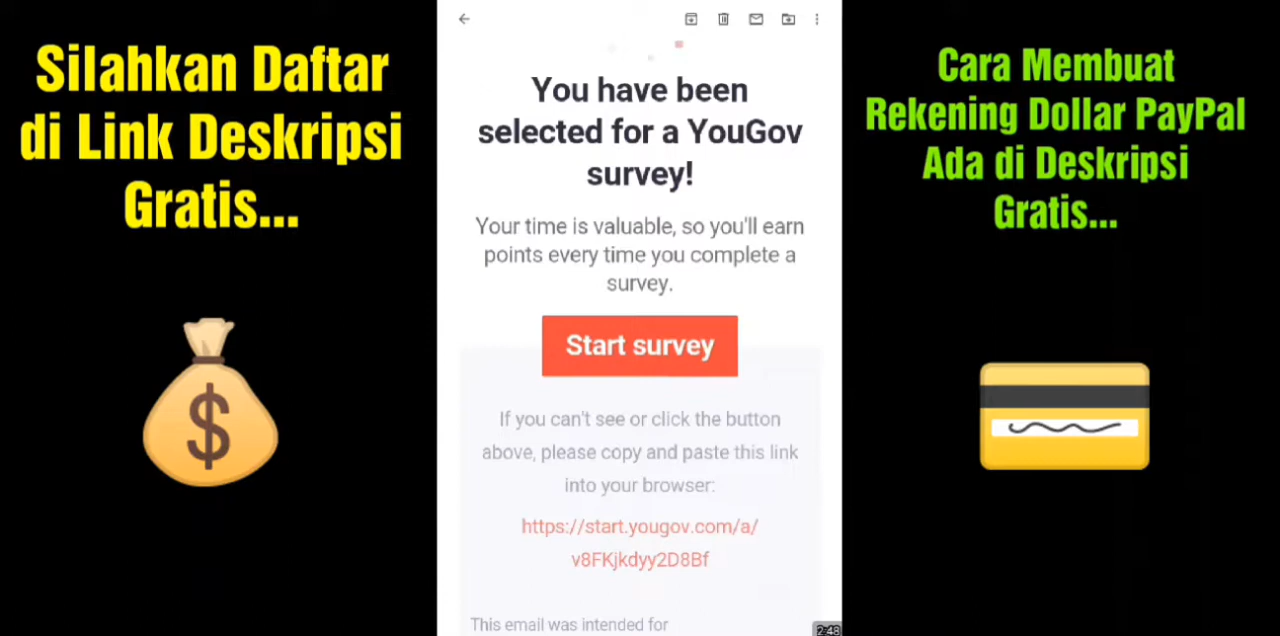 Silahkan Daftar
di Link Deskripsi
Gratis...
You have been
selected for a YouGov
survey!
Your time is valuable, so you'll earn
points every time you complete a
survey.
Start survey
If you can't see or click the button
above, please copy and paste this link
into your browser:
https://start.yougov.com/a/
v8FKjkdyy2D8Bf
This email was intended for
Cara Membuat
Rekening Dollar PayPal
Ada di Deskripsi
Gratis...
$
2:48